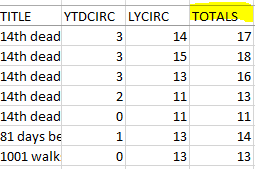 TITLE YTDCIRC LYCIRC TOTALS
14th dead 3 14 17
14th dead 3 15 18
14th dead 3 13 16
14th dead 2 11 13
14th dead 0 11 11
81 days be 1 13 14
1001 walk 0 13 13